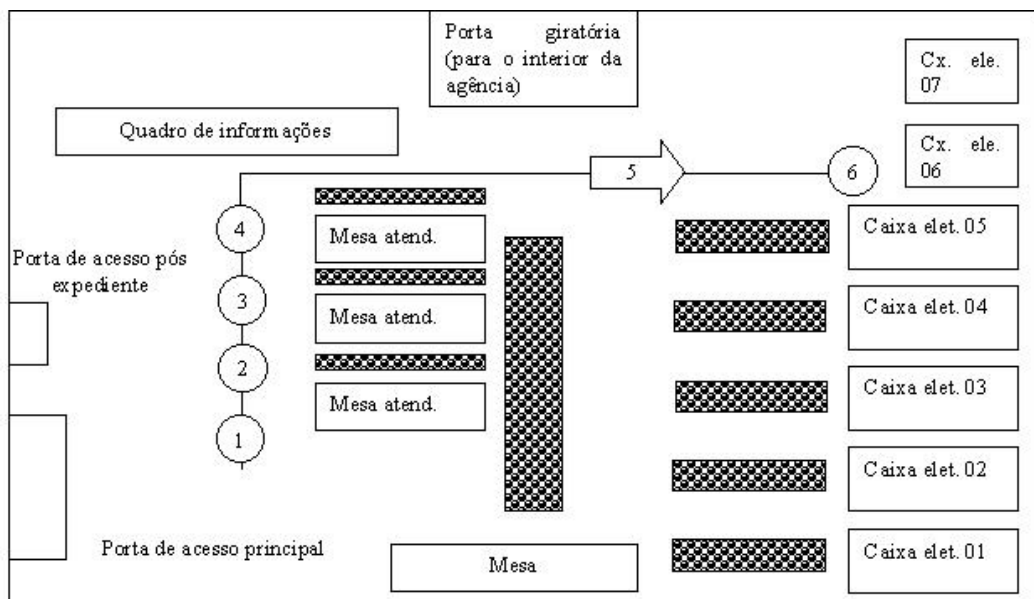 Porta giratória
(para o interior da
agência)
Cx. ele.
07
Quadro de informações
Cx. ele.
06
5
6
4
Mesa atend.
Caixa elet. 05
Porta de acesso pós
expediente
3
Mesa atend.
Caixa elet. 04
2
Mesa atend.
Caixa elet. 03
1
Caixa elet. 02
Porta de acesso principal
Mesa
Caixa elet. 01